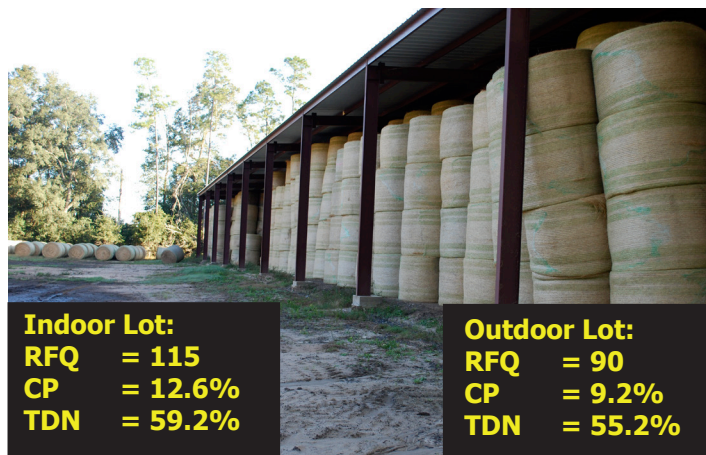 Indoor Lot:
RFQ = 115
CP = 12.6%
TDN = 59.2%
Outdoor Lot:
RFQ = 90
CP = 9.2%
TDN = 55.2%